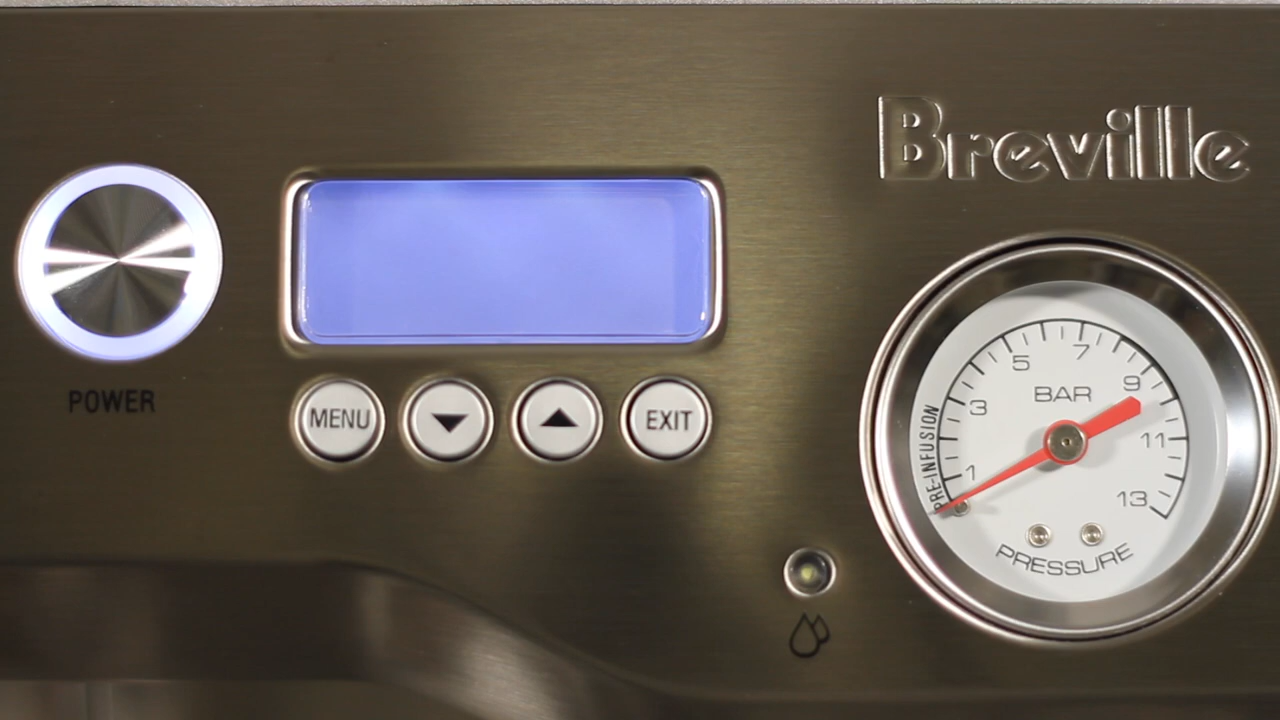 Breville
POWER
MENU
EXIT
BAR
1
3
5
7
9
11
13
PRE-INFUSION
PRESSURE